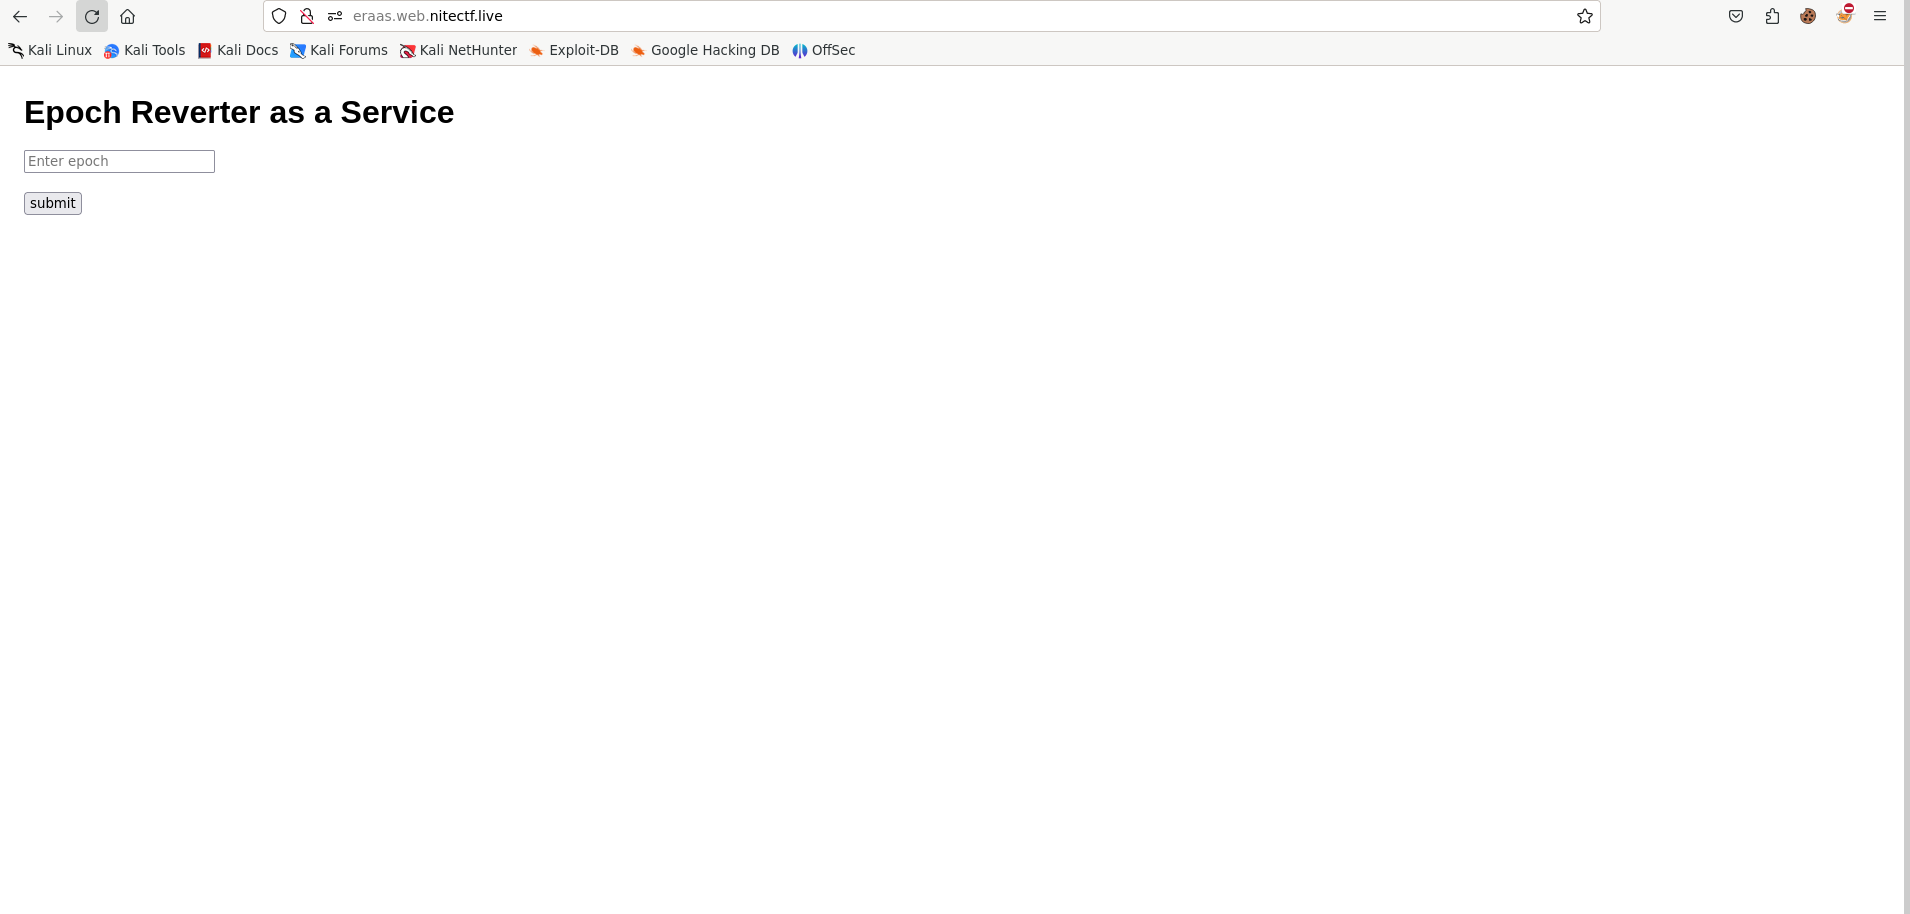 eraas.web.nitectf.live
Kali Linux Kali Tools Kali Docs Kali Forums Kali NetHunter Exploit-DB Google Hacking DB OffSec
Epoch Reverter as a Service
Enter epoch
submit